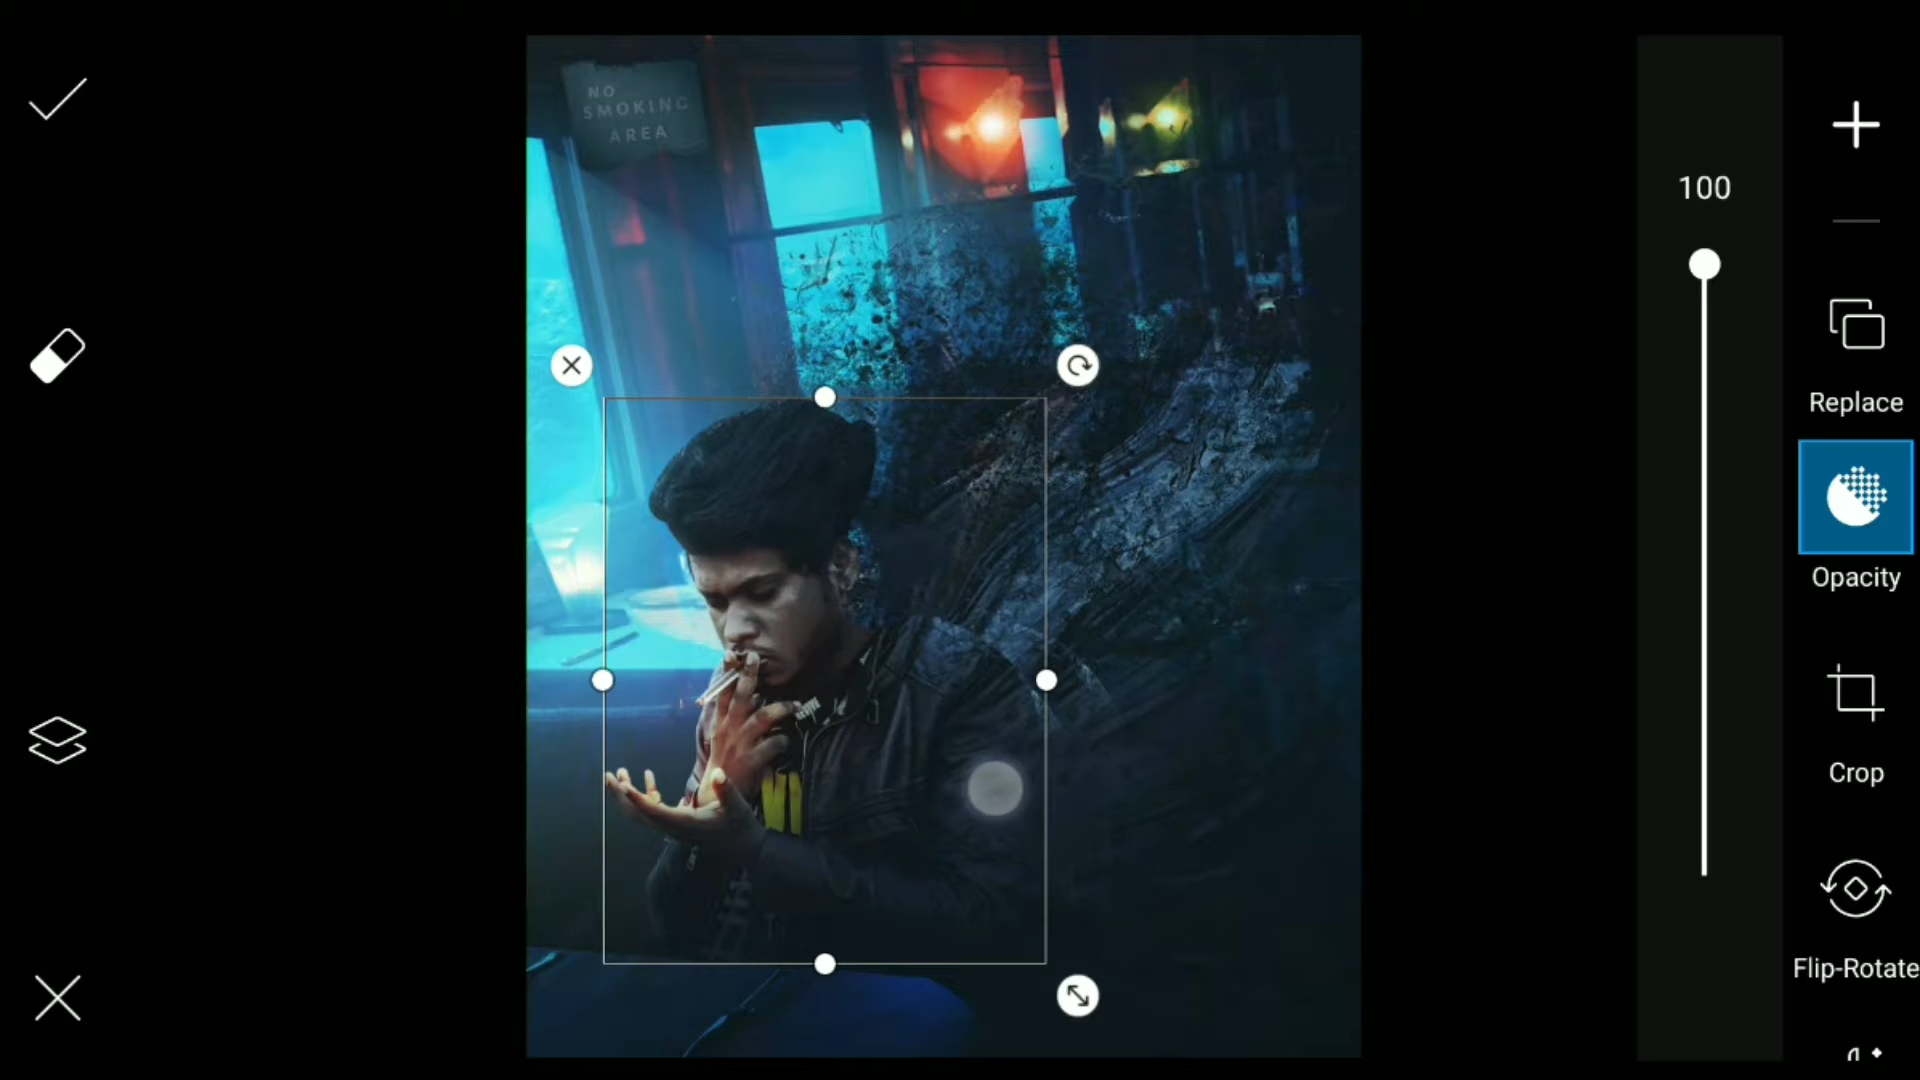 NO
SMOKING
AREA
100
Replace
Opacity
Crop
Flip-Rotate